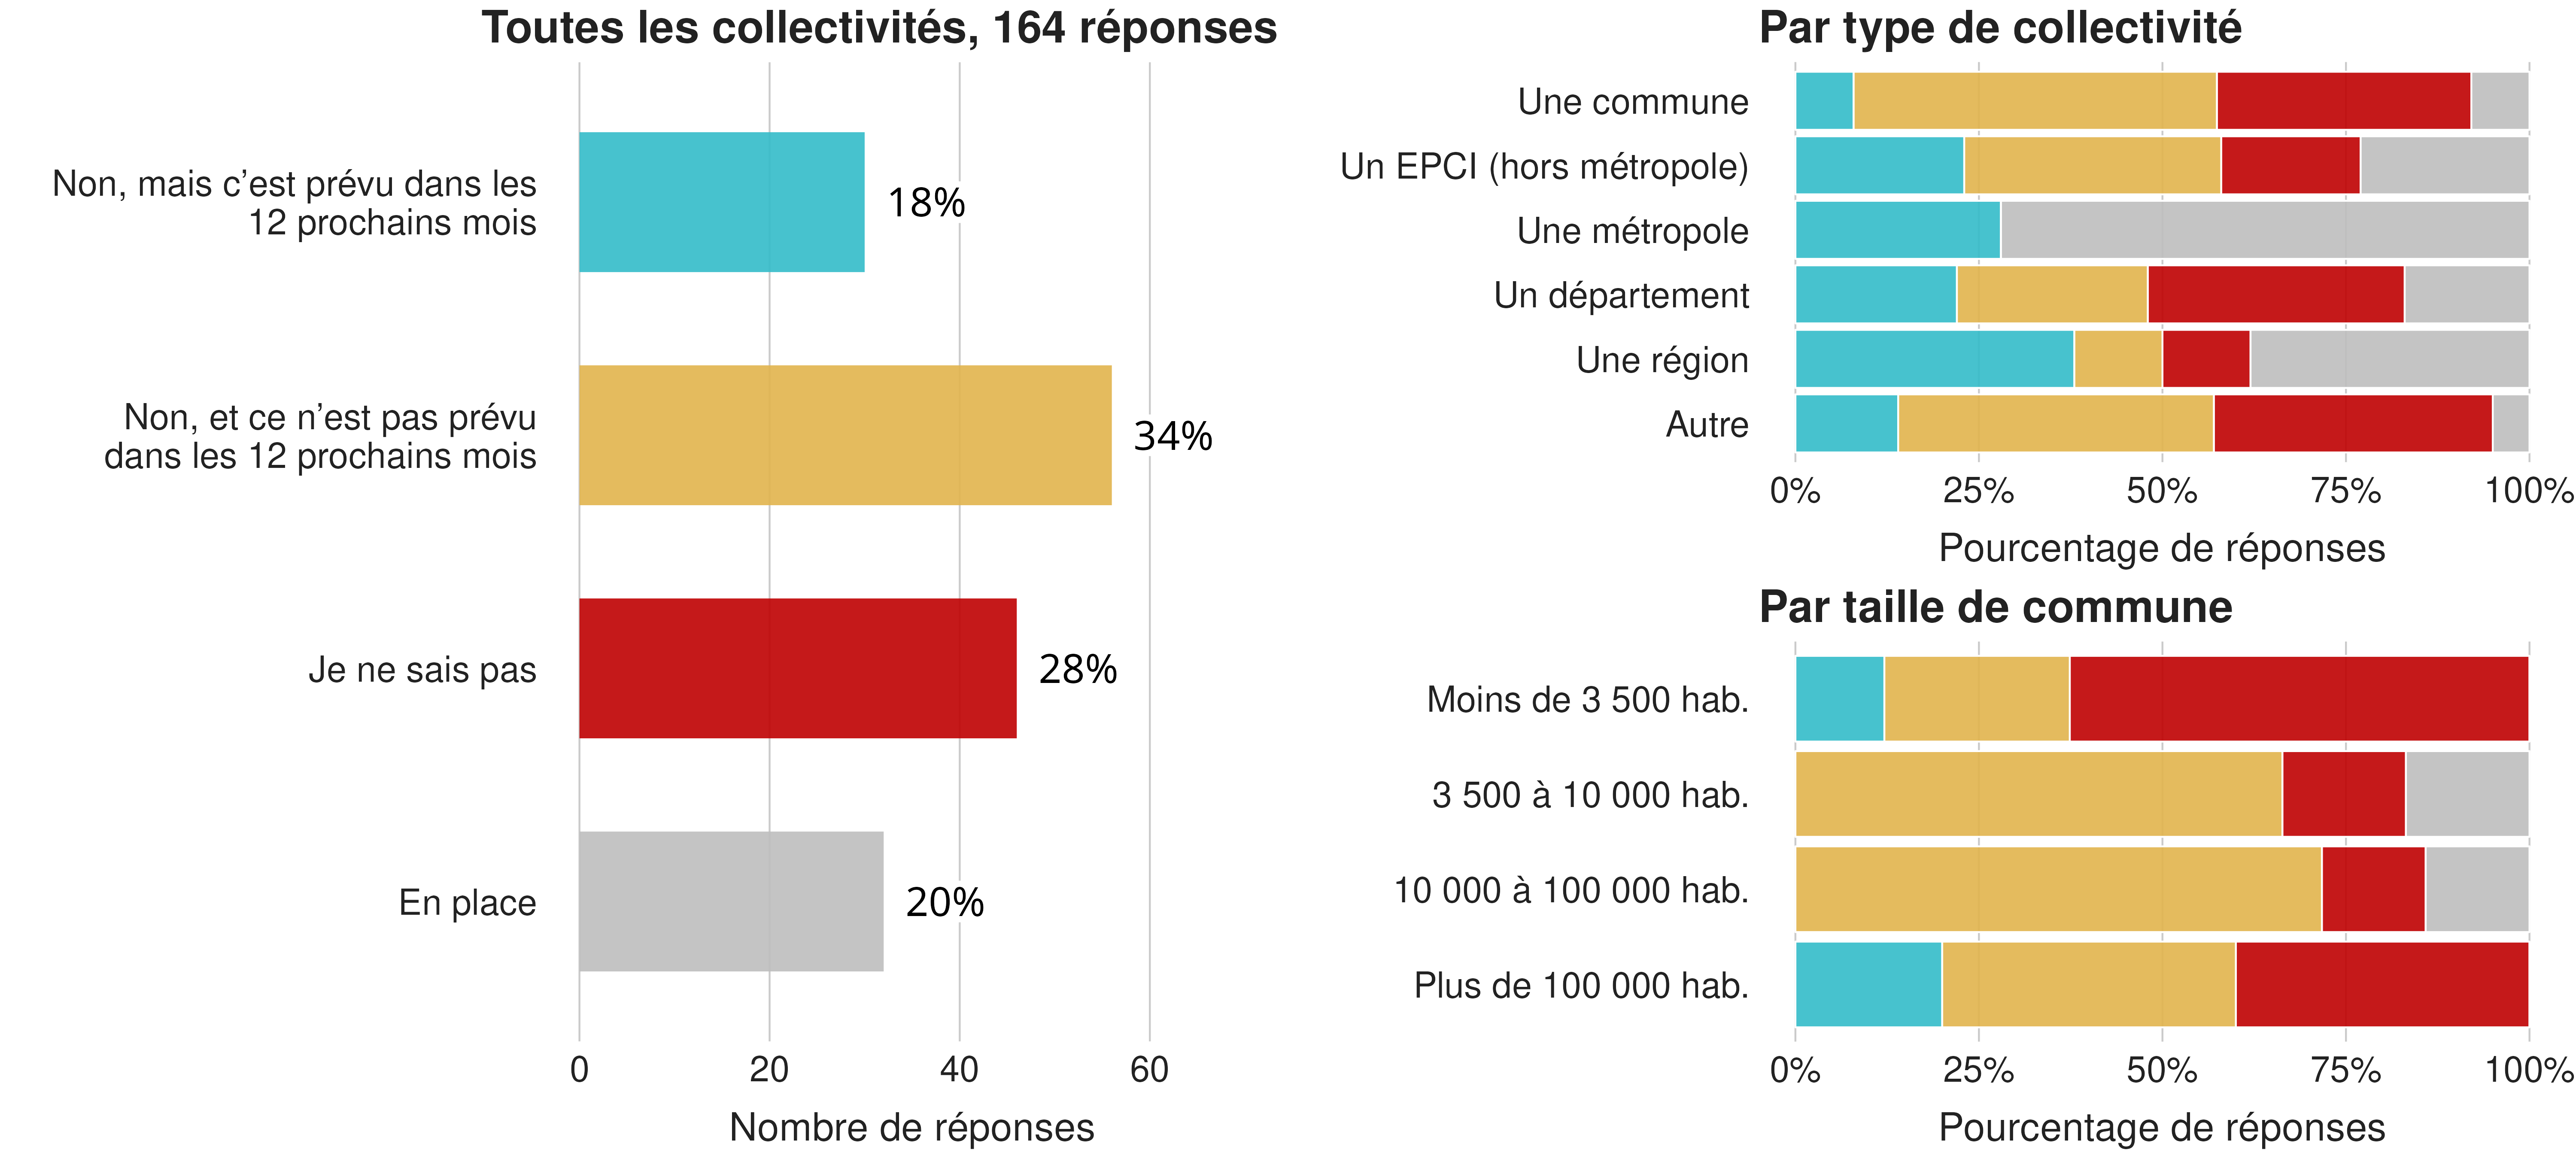 Toutes les collectivités, 164 réponses
Non, mais c’est prévu dans les
12 prochains mois
18%
Non, et ce n’est pas prévu
dans les 12 prochains mois
34%
Je ne sais pas
28%
En place
20%
0 20 40 60
Nombre de réponses
Par type de collectivité
Une commune
Un EPCI (hors métropole)
Une métropole
Un département
Une région
Autre
0% 25% 50% 75% 100%
Pourcentage de réponses
Par taille de commune
Moins de 3 500 hab.
3 500 à 10 000 hab.
10 000 à 100 000 hab.
Plus de 100 000 hab.
0% 25% 50% 75% 100%
Pourcentage de réponses